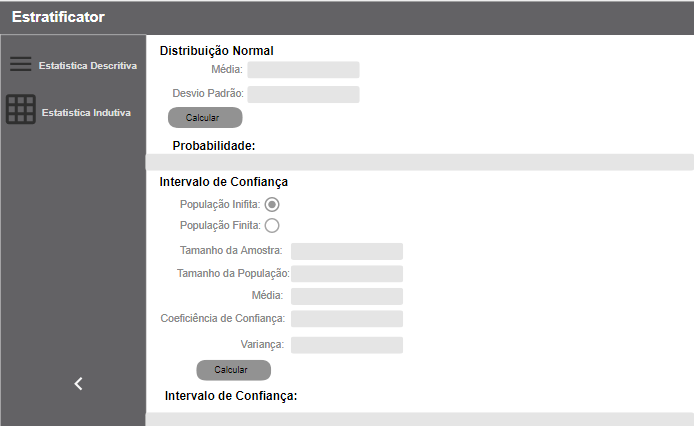 Estratificator
Estatistica Descritiva
Estatistica Indutiva
Distribuição Normal
Média:
Desvio Padrão:
Calcular
Probabilidade:
Intervalo de Confiança
População Inifita:
População Finita:
Tamanho da Amostra:
Tamanho da População:
Média:
Coeficiência de Confiança:
Variança:
Calcular
Intervalo de Confiança: